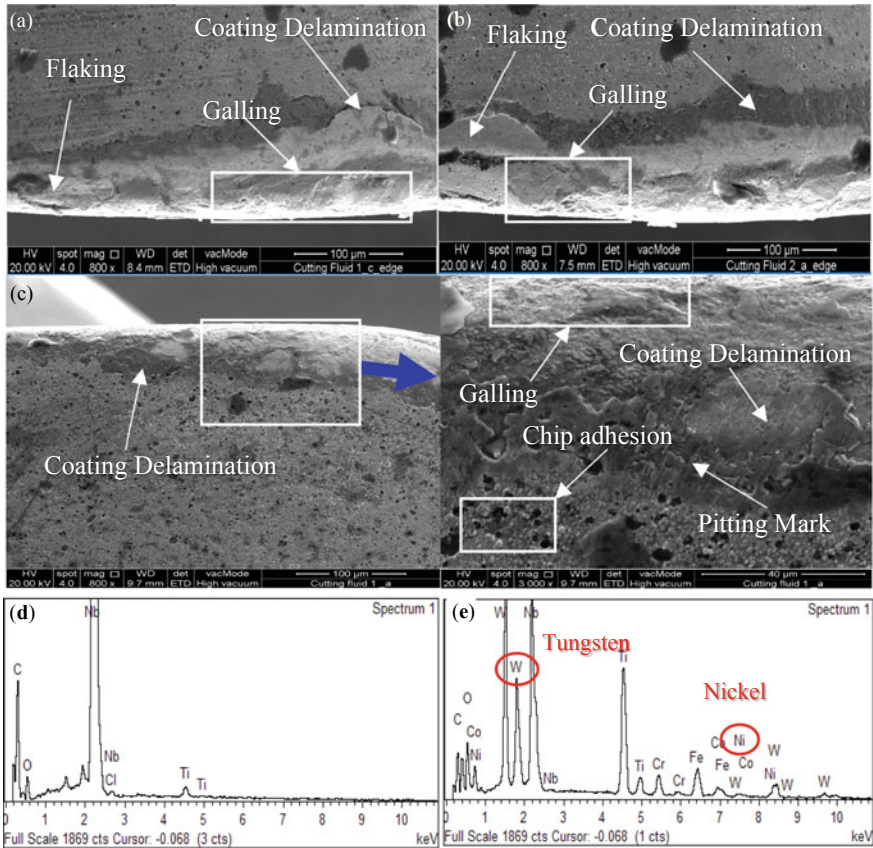 (a)
Coating Delamination
Flaking
Galling
HV spot mag □ WD det vacMode 100 µm
20.00 kV 4.0 800 x 8.4 mm ETD High vacuum Cutting Fluid 1_c_edge
(b)
Coating Delamination
Flaking
Galling
HV spot mag □ WD det vacMode 100 µm
20.00 kV 4.0 800 x 7.5 mm ETD High vacuum Cutting Fluid 2_a_edge
(c)
Coating Delamination
HV spot mag □ WD det vacMode 100 µm
20.00 kV 4.0 800 x 9.7 mm ETD High vacuum Cutting fluid 1_a
Coating Delamination
Galling
Chip adhesion
Pitting Mark
HV spot mag □ WD det vacMode 40 µm
20.00 kV 4.0 3 000 x 9.7 mm ETD High vacuum Cutting fluid 1_a
(d)
Spectrum 1
Nb
C
O
Nb
Cl
Ti
Ti
0 1 2 3 4 5 6 7 8 9 10
Full Scale 1869 cts Cursor: -0.068 (3 cts) keV
(e)
Spectrum 1
W Nb
Tungsten
W
Ti
Nickel
O
C
Co
Ni
Nb
Ti
Cr
Cr
Fe
Co
Ni
Fe
Co
W
W
Ni
W
W
0 1 2 3 4 5 6 7 8 9 10
Full Scale 1869 cts Cursor: -0.068 (1 cts) keV